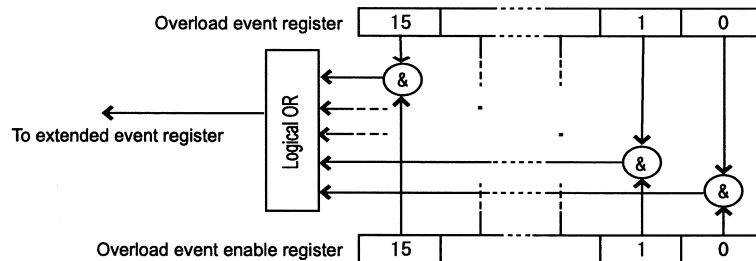 Overload event register 15 1 0
&
Logical OR
To extended event register
&
&
Overload event enable register 15 1 0